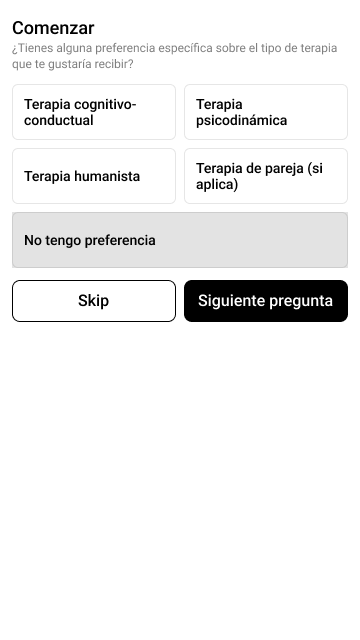 Comenzar
¿Tienes alguna preferencia específica sobre el tipo de terapia
que te gustaría recibir?
Terapia cognitivo-
conductual
Terapia
psicodinámica
Terapia humanista
Terapia de pareja (si
aplica)
No tengo preferencia
Skip
Siguiente pregunta